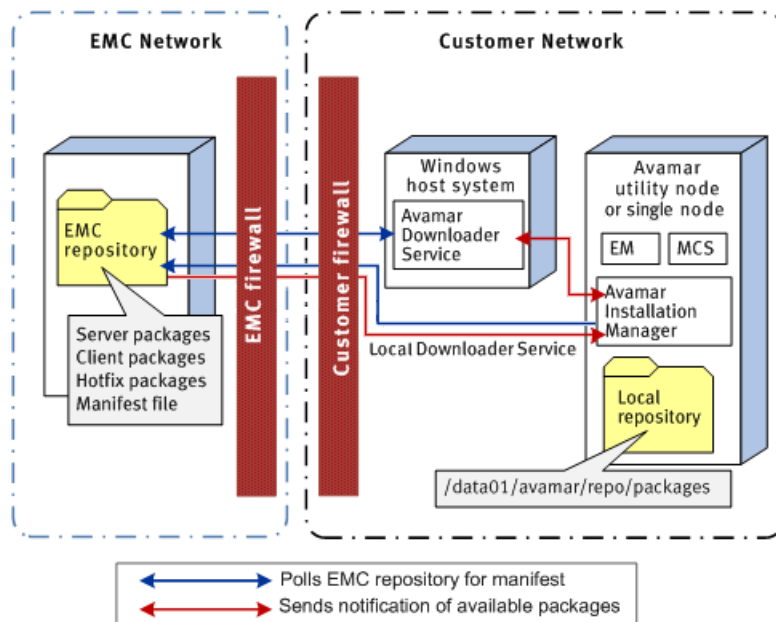 EMC Network
Customer Network
EMC
repository
Server packages
Client packages
Hotfix packages
Manifest file
EMC firewall
Customer firewall
Windows
host system
Avamar
Downloader
Service
Avamar
utility node
or single node
EM
MCS
Avamar
Installation
Manager
Local Downloader Service
Local
repository
/data01/avamar/repo/packages
Polls EMC repository for manifest
Sends notification of available packages